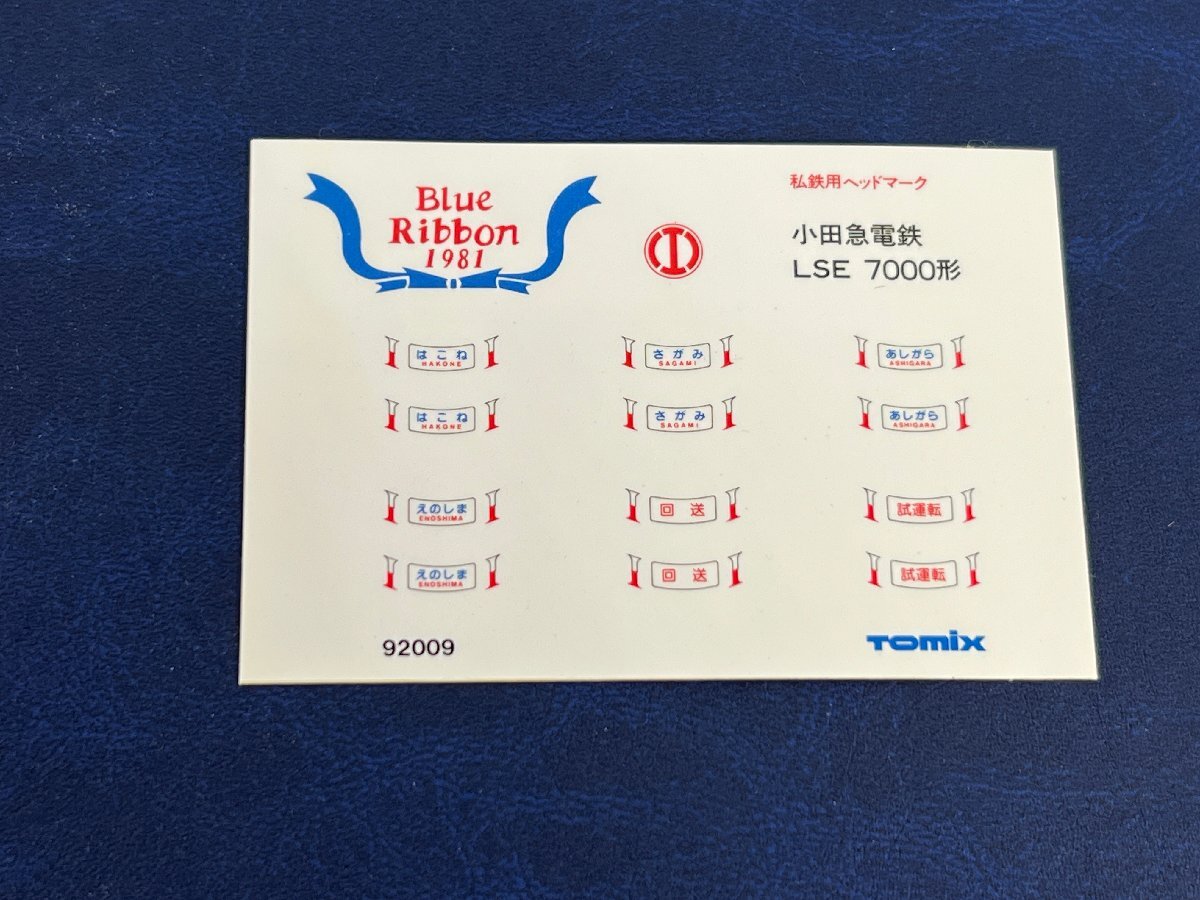 Blue
Ribbon
1981
私鉄用ヘッドマーク
小田急電鉄
LSE 7000形
はこね
HAKONE
さがみ
SAGAMI
あしがら
ASHIGARA
はこね
HAKONE
さがみ
SAGAMI
あしがら
ASHIGARA
えのしま
ENOSHIMA
回送
試運転
えのしま
ENOSHIMA
回送
試運転
92009
TOMIX